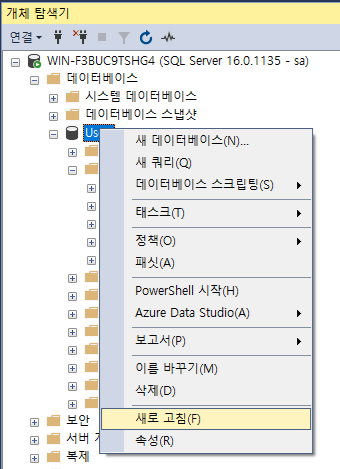 개체 탐색기
연결
WIN-F3BUC9TSHG4 (SQL Server 16.0.1135 - sa)
데이터베이스
시스템 데이터베이스
데이터베이스 스냅샷
새 데이터베이스(N)...
새 쿼리(Q)
데이터베이스 스크립팅(S)
태스크(T)
정책(O)
패싯(A)
PowerShell 시작(H)
Azure Data Studio(A)
보고서(P)
이름 바꾸기(M)
삭제(D)
새로 고침(F)
속성(R)
보안
서버
복제